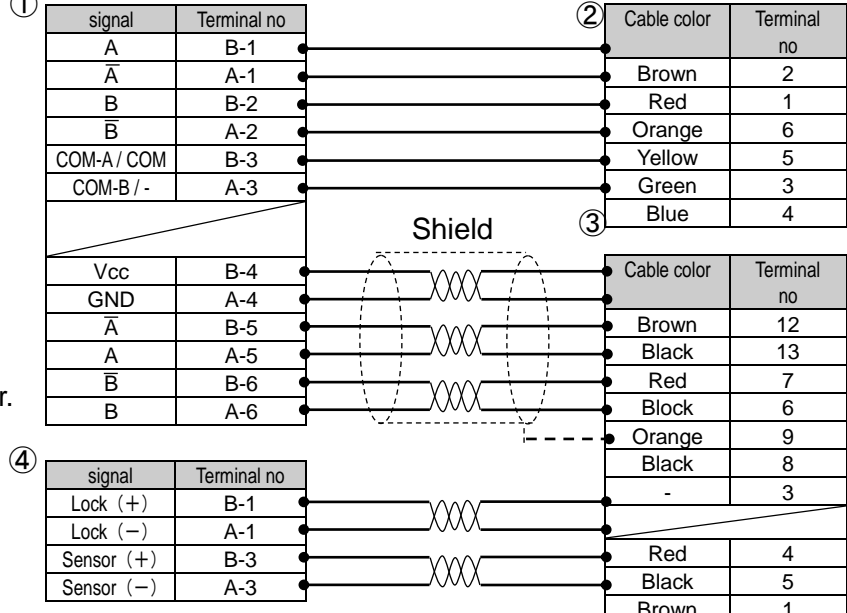 ①
signal Terminal no
A B-1
A̅ A-1
B B-2
B̅ A-2
COM-A / COM B-3
COM-B / - A-3
Vcc B-4
GND A-4
A̅ B-5
A A-5
B̅ B-6
B A-6
r.
Shield
②
Cable color Terminal
no
Brown 2
Red 1
Orange 6
Yellow 5
Green 3
Blue 4
③
Cable color Terminal
no
Brown 12
Black 13
Red 7
Block 6
Orange 9
Black 8
- 3
Red 4
Black 5
Brown 1
④
signal Terminal no
Lock (+) B-1
Lock (−) A-1
Sensor (+) B-3
Sensor (−) A-3